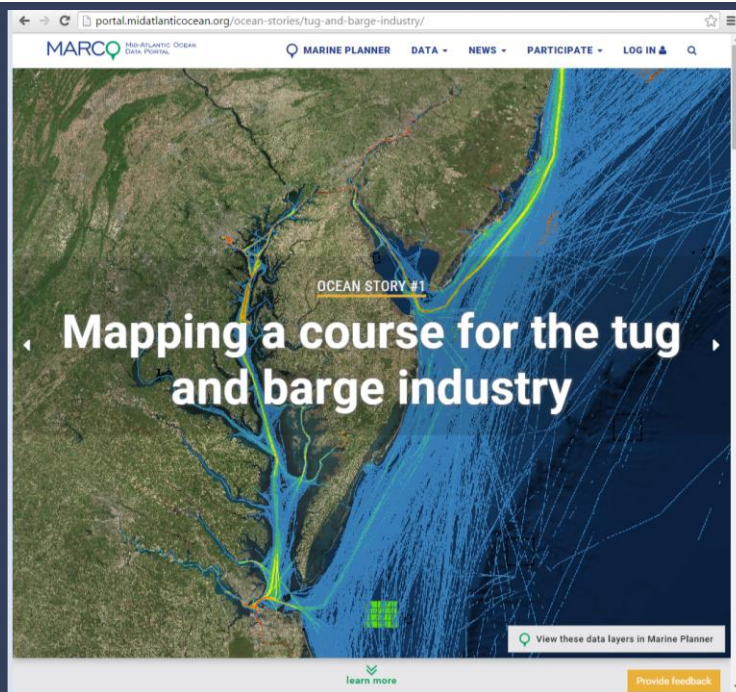 portal.midatlanticocean.org/ocean-stories/tug-and-barge-industry/
MARCO MID-ATLANTIC OCEAN
DATA PORTAL
MARINE PLANNER DATA NEWS PARTICIPATE LOG IN
OCEAN STORY #1
Mapping a course for the tug
and barge industry
View these data layers in Marine Planner
learn more
Provide feedback